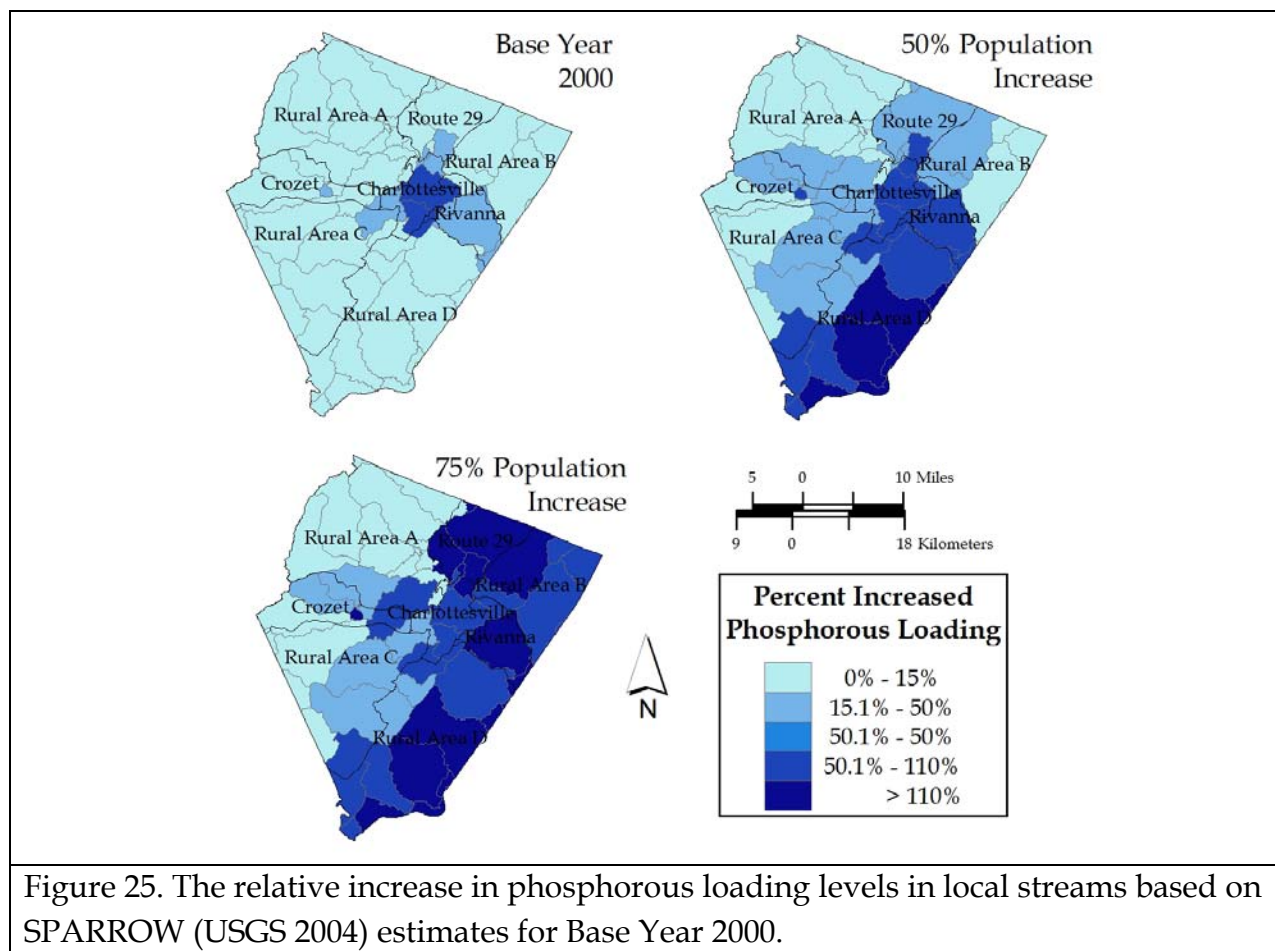 Base Year
2000
Rural Area A
Route 29
Rural Area B
Crozet
Charlottesville
Rivanna
Rural Area C
Rural Area D
50% Population
Increase
Rural Area A
Route 29
Rural Area B
Crozet
Charlottesville
Rivanna
Rural Area C
Rural Area D
75% Population
Increase
Rural Area A
Route 29
Rural Area B
Crozet
Charlottesville
Rivanna
Rural Area C
Rural Area D
5 0 10 Miles
9 0 18 Kilometers
N
Percent Increased
Phosphorous Loading
0% - 15%
15.1% - 50%
50.1% - 50%
50.1% - 110%
> 110%
Figure 25. The relative increase in phosphorous loading levels in local streams based on
SPARROW (USGS 2004) estimates for Base Year 2000.